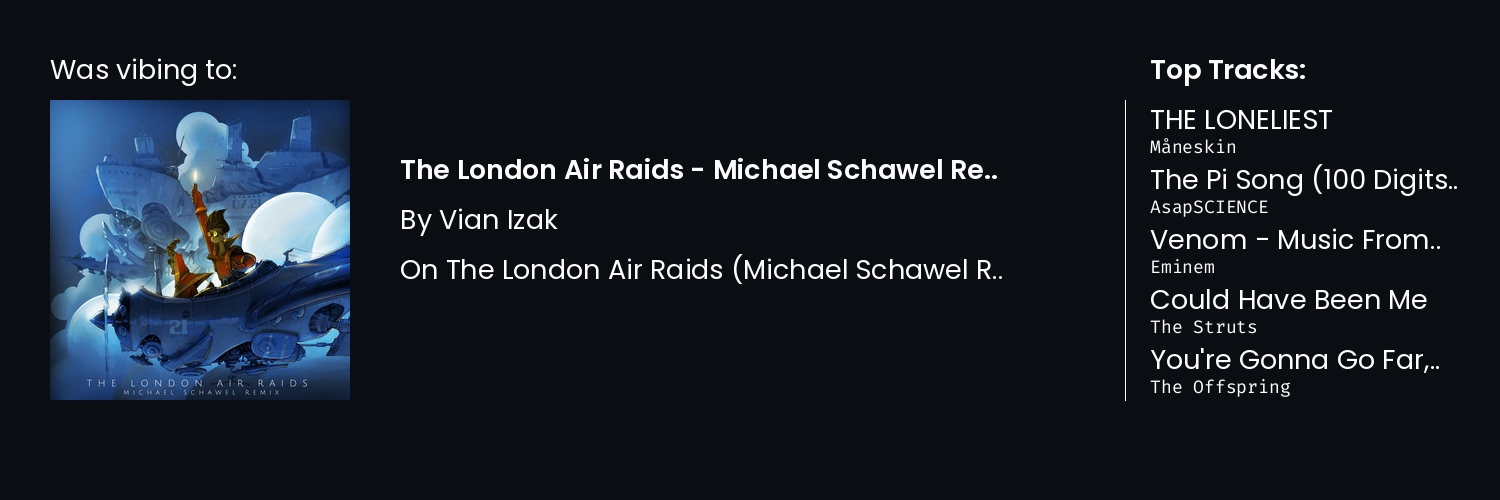 Was vibing to:
THE LONDON AIR RAIDS
MICHAEL SCHAWEL REMIX
21
The London Air Raids - Michael Schawel Re..
By Vian Izak
On The London Air Raids (Michael Schawel R..
Top Tracks:
THE LONELIEST
Måneskin
The Pi Song (100 Digits..
AsapSCIENCE
Venom - Music From..
Eminem
Could Have Been Me
The Struts
You're Gonna Go Far,..
The Offspring